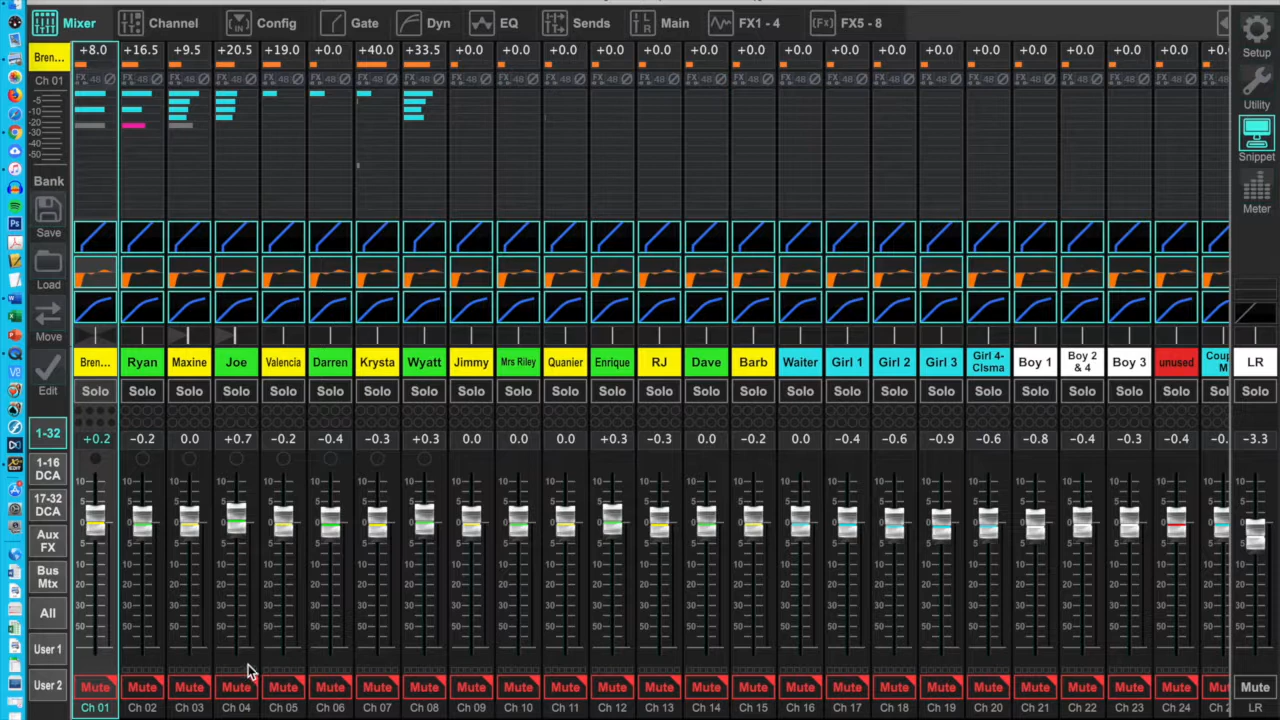 Mixer Channel Config Gate Dyn EQ Sends Main FX1 - 4 FX5 - 8
Setup
Utility
Snippet
Meter
Bren...
Ch 01
-5
-10
-20
-30
-40
-50
Bank
Save
Load
Move
Edit
1-32
1-16
DCA
17-32
DCA
Aux
FX
Bus
Mtx
All
User 1
User 2
+8.0 +16.5 +9.5 +20.5 +19.0 +40.0 +33.5 +0.0 +0.0 +0.0 +0.0 +0.0 +0.0 +0.0 +0.0 +0.0 +0.0 +0.0 +0.0 +0.0 +0.0 +0.0 +0.0
Bren... Ryan Maxine Joe Valencia Darren Krysta Wyatt Jimmy Mrs Riley Quanier Enrique RJ Dave Barb Waiter Girl 1 Girl 2 Girl 3 Girl 4-Clsma Boy 1 Boy 2 & 4 Boy 3 unused Coup M LR
Solo Solo Solo Solo Solo Solo Solo Solo Solo Solo Solo Solo Solo Solo Solo Solo Solo Solo Solo Solo Solo Solo Solo Solo Solo
+0.2 -0.2 0.0 +0.7 -0.2 -0.4 -0.3 +0.3 0.0 0.0 0.0 +0.3 -0.3 0.0 -0.2 0.0 -0.4 -0.6 -0.9 -0.6 -0.8 -0.4 -0.3 -0.4 -3.3
Mute Mute Mute Mute Mute Mute Mute Mute Mute Mute Mute Mute Mute Mute Mute Mute Mute Mute Mute Mute Mute Mute Mute Mute Mute
Ch 01 Ch 02 Ch 03 Ch 04 Ch 05 Ch 06 Ch 07 Ch 08 Ch 09 Ch 10 Ch 11 Ch 12 Ch 13 Ch 14 Ch 15 Ch 16 Ch 17 Ch 18 Ch 19 Ch 20 Ch 21 Ch 22 Ch 23 Ch 24 LR